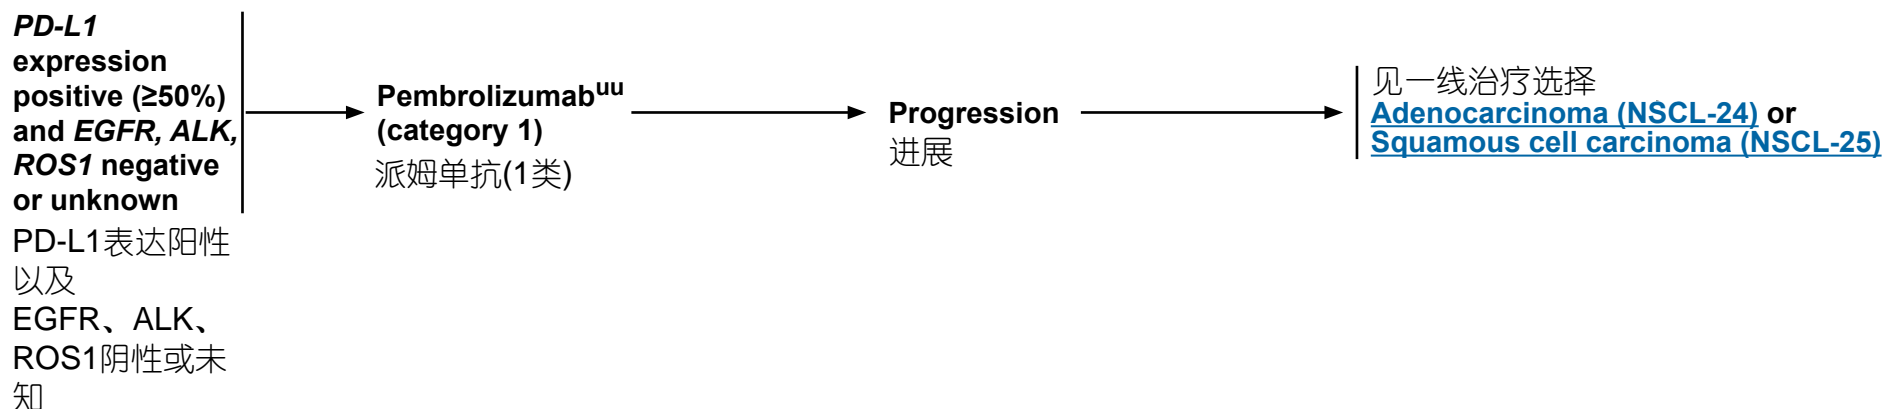 PD-L1
expression
positive (≥50%)
and EGFR, ALK,
ROS1 negative
or unknown
PD-L1表达阳性
以及
EGFR、ALK、
ROS1阴性或未
知
Pembrolizumabuu
(category 1)
派姆单抗(1类)
Progression
进展
见一线治疗选择
Adenocarcinoma (NSCL-24) or
Squamous cell carcinoma (NSCL-25)